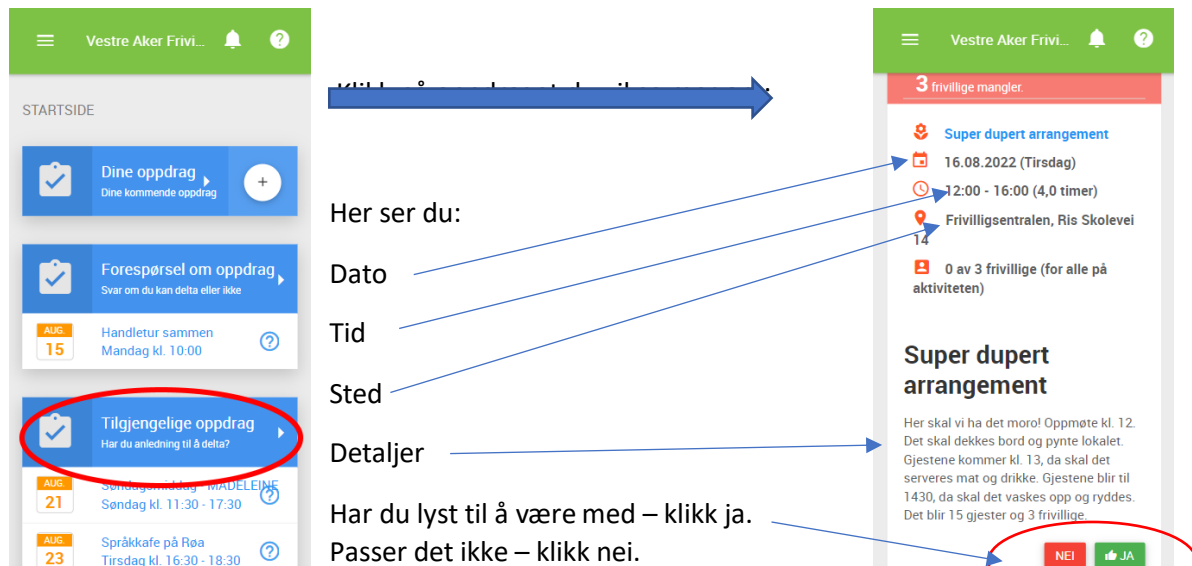 Vestre Aker Frivi...
STARTSIDE
Dine oppdrag
Dine kommende oppdrag
+
Forespørsel om oppdrag
Svar om du kan delta eller ikke
AUG.
15
Handletur sammen
Mandag kl. 10:00
Tilgjengelige oppdrag
Har du anledning til å delta?
AUG.
21
Søndagsmiddag - MADELEINE
Søndag kl. 11:30 - 17:30
AUG.
23
Språkkafe på Røa
Tirsdag kl. 16:30 - 18:30
Her ser du:
Dato
Tid
Sted
Detaljer
Har du lyst til å være med – klikk ja.
Passer det ikke – klikk nei.
Vestre Aker Frivi...
3 frivillige mangler.
Super dupert arrangement
16.08.2022 (Tirsdag)
12:00 - 16:00 (4,0 timer)
Frivilligsentralen, Ris Skolevei
14
0 av 3 frivillige (for alle på
aktiviteten)
Super dupert
arrangement
Her skal vi ha det moro! Oppmøte kl. 12.
Det skal dekkes bord og pynte lokalet.
Gjestene kommer kl. 13, da skal det
serveres mat og drikke. Gjestene blir til
1430, da skal det vaskes opp og ryddes.
Det blir 15 gjester og 3 frivillige.
NEI
JA